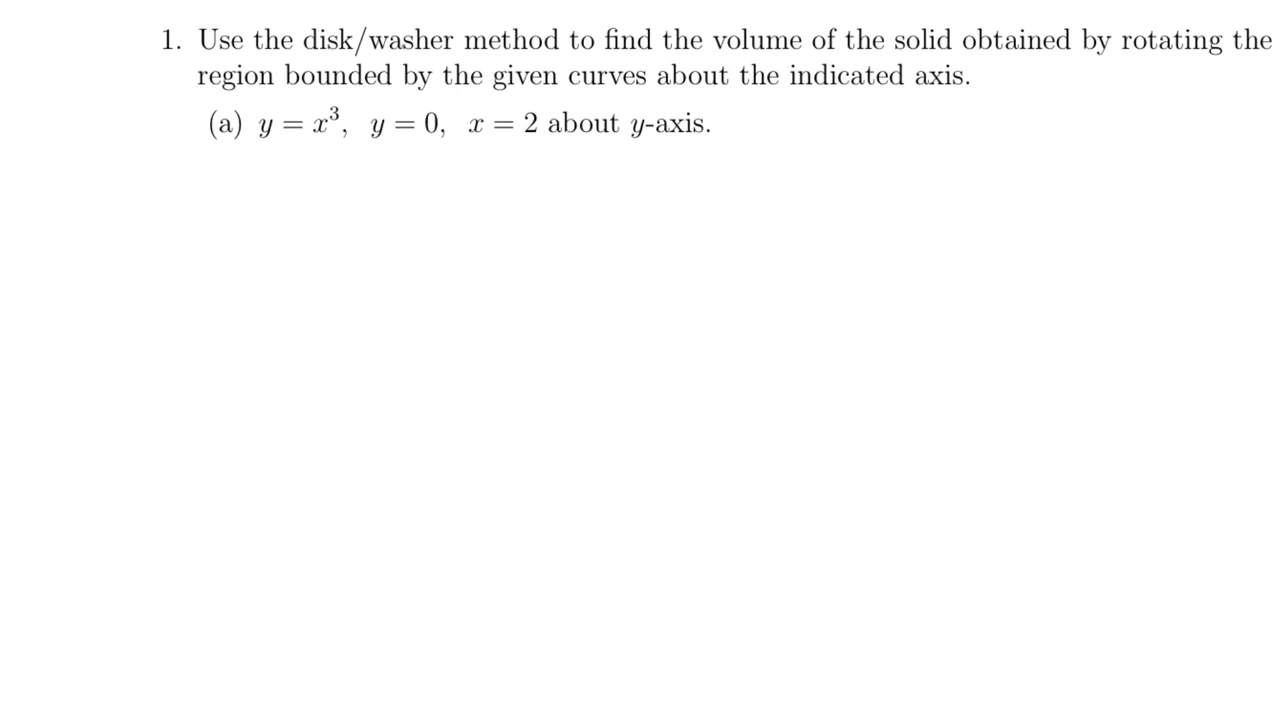 1. Use the disk/washer method to find the volume of the solid obtained by rotating the
region bounded by the given curves about the indicated axis.
(a) y = x³, y = 0, x = 2 about y-axis.